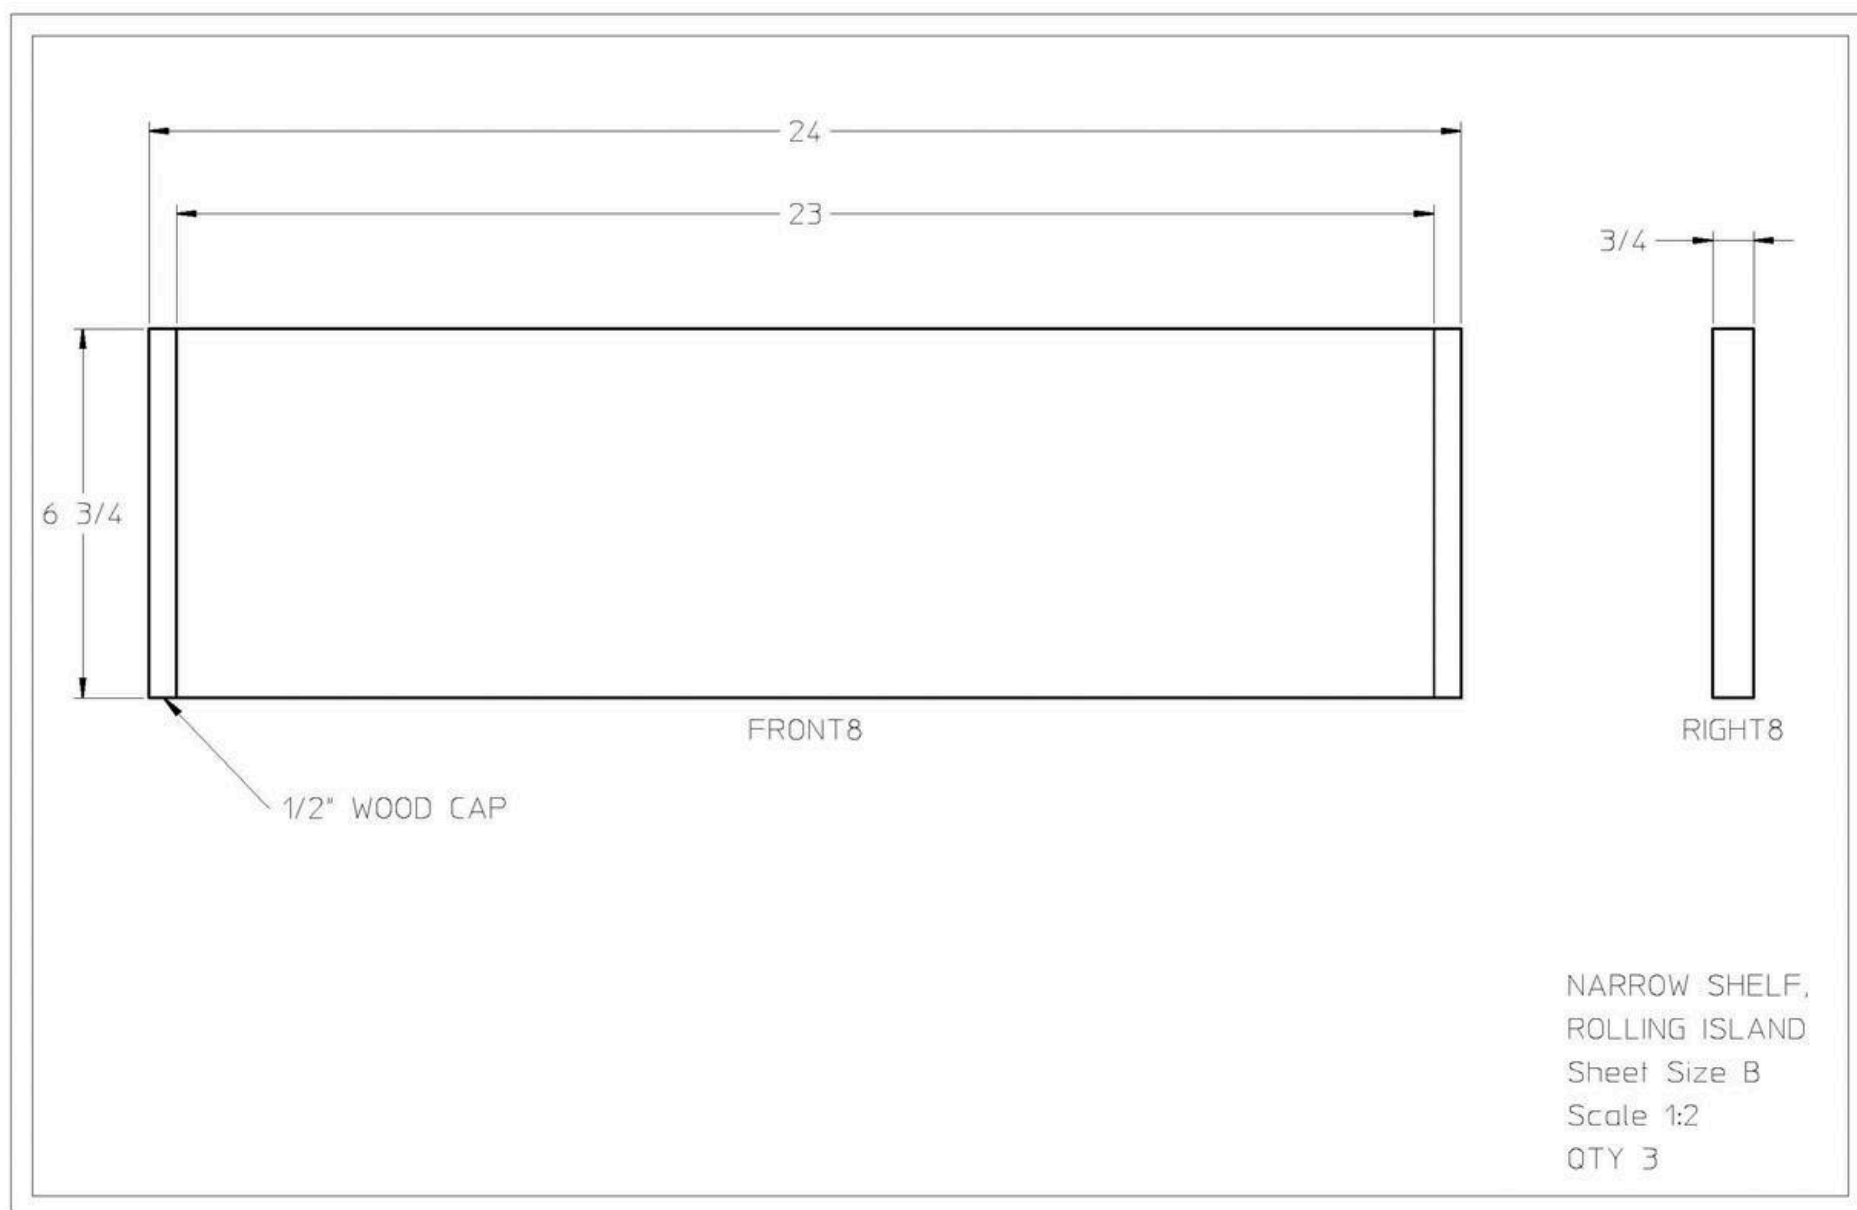 24
23
3/4
6 3/4
FRONT8
RIGHT8
1/2" WOOD CAP
NARROW SHELF,
ROLLING ISLAND
Sheet Size B
Scale 1:2
QTY 3